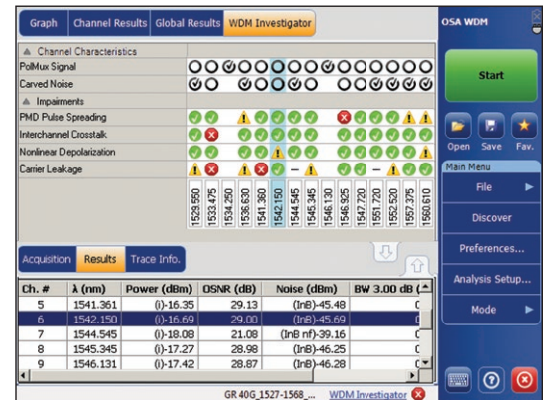 Graph Channel Results Global Results WDM Investigator
OSA WDM
Channel Characteristics
PolMux Signal
Carved Noise
Impairments
PMD Pulse Spreading
Interchannel Crosstalk
Nonlinear Depolarization
Carrier Leakage
1529.550 1533.475 1534.250 1536.630 1541.360 1542.150 1544.545 1545.345 1546.130 1546.925 1547.720 1551.720 1552.520 1557.375 1560.610
Start
Open Save Fav.
Main Menu
File
Discover
Preferences...
Analysis Setup...
Mode
Acquisition Results Trace Info.
Ch. # λ (nm) Power (dBm) OSNR (dB) Noise (dBm) BW 3.00 dB (
5 1541.361 (i)-16.35 29.13 (InB)-45.48
6 1542.150 (i)-16.69 29.00 (InB)-45.69
7 1544.545 (i)-18.08 21.08 (InB nf)-39.16
8 1545.345 (i)-17.27 28.98 (InB)-46.25
9 1546.131 (i)-17.42 28.87 (InB)-46.28
GR 40G_1527-1568_... WDM Investigator